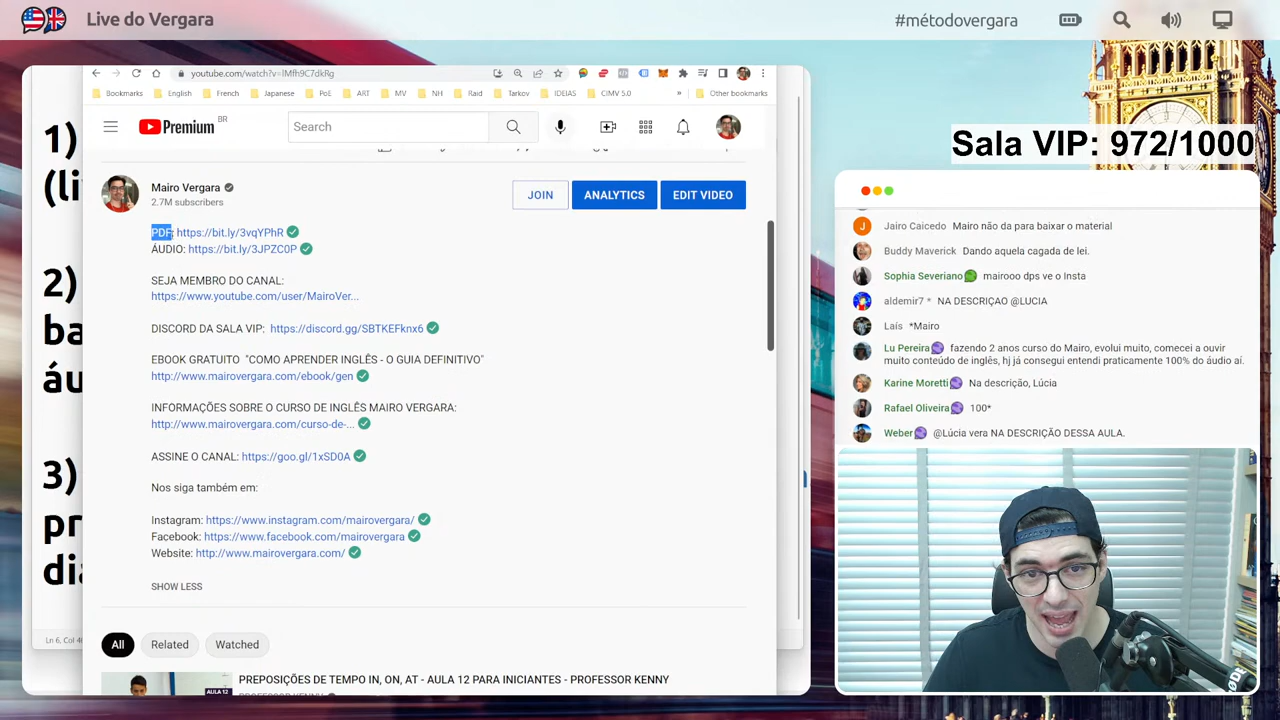 Live do Vergara
#métodovergara
Sala VIP: 972/1000
1)
(li
2)
ba
áu
3)
pr
di
youtube.com/watch?v=lMfh9C7dkRg
Bookmarks English French Japanese PoE ART MV NH Raid Tarkov IDEIAS CIMV 5.0 » Other bookmarks
Premium BR
Search
Mairo Vergara
2.7M subscribers
JOIN ANALYTICS EDIT VIDEO
PDF: https://bit.ly/3vqYPhR
ÁUDIO: https://bit.ly/3JPZC0P
SEJA MEMBRO DO CANAL:
https://www.youtube.com/user/MairoVer...
DISCORD DA SALA VIP: https://discord.gg/SBTKEFknx6
EBOOK GRATUITO "COMO APRENDER INGLÊS - O GUIA DEFINITIVO"
http://www.mairovergara.com/ebook/gen
INFORMAÇÕES SOBRE O CURSO DE INGLÊS MAIRO VERGARA:
http://www.mairovergara.com/curso-de-...
ASSINE O CANAL: https://goo.gl/1xSD0A
Nos siga também em:
Instagram: https://www.instagram.com/mairovergara/
Facebook: https://www.facebook.com/mairovergara
Website: http://www.mairovergara.com/
SHOW LESS
Ln 6, Col 4
All Related Watched
PREPOSIÇÕES DE TEMPO IN, ON, AT - AULA 12 PARA INICIANTES - PROFESSOR KENNY
AULA 12
PROFESSOR KENNY
J
Jairo Caicedo Mairo não da para baixar o material
Buddy Maverick Dando aquela cagada de lei.
Sophia Severiano mairooo dps ve o Insta
aldemir7 * NA DESCRIÇAO @LUCIA
Laís *Mairo
Lu Pereira fazendo 2 anos curso do Mairo, evolui muito, comecei a ouvir
muito conteúdo de inglês, hj já consegui entendi praticamente 100% do áudio aí.
Karine Moretti Na descrição, Lúcia
Rafael Oliveira 100*
Weber @Lúcia vera NA DESCRIÇÃO DESSA AULA.